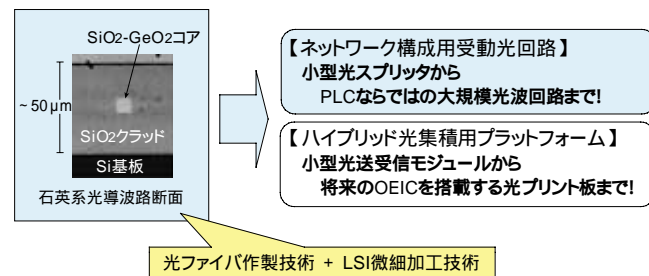 SiO2-GeO2コア
~ 50μm
SiO2クラッド
Si基板
石英系光導波路断面
【ネットワーク構成用受動光回路】
小型光スプリッタから
PLCならではの大規模光波回路まで!
【ハイブリッド光集積用プラットフォーム】
小型光送受信モジュールから
将来のOEICを搭載する光プリント板まで!
光ファイバ作製技術 + LSI微細加工技術